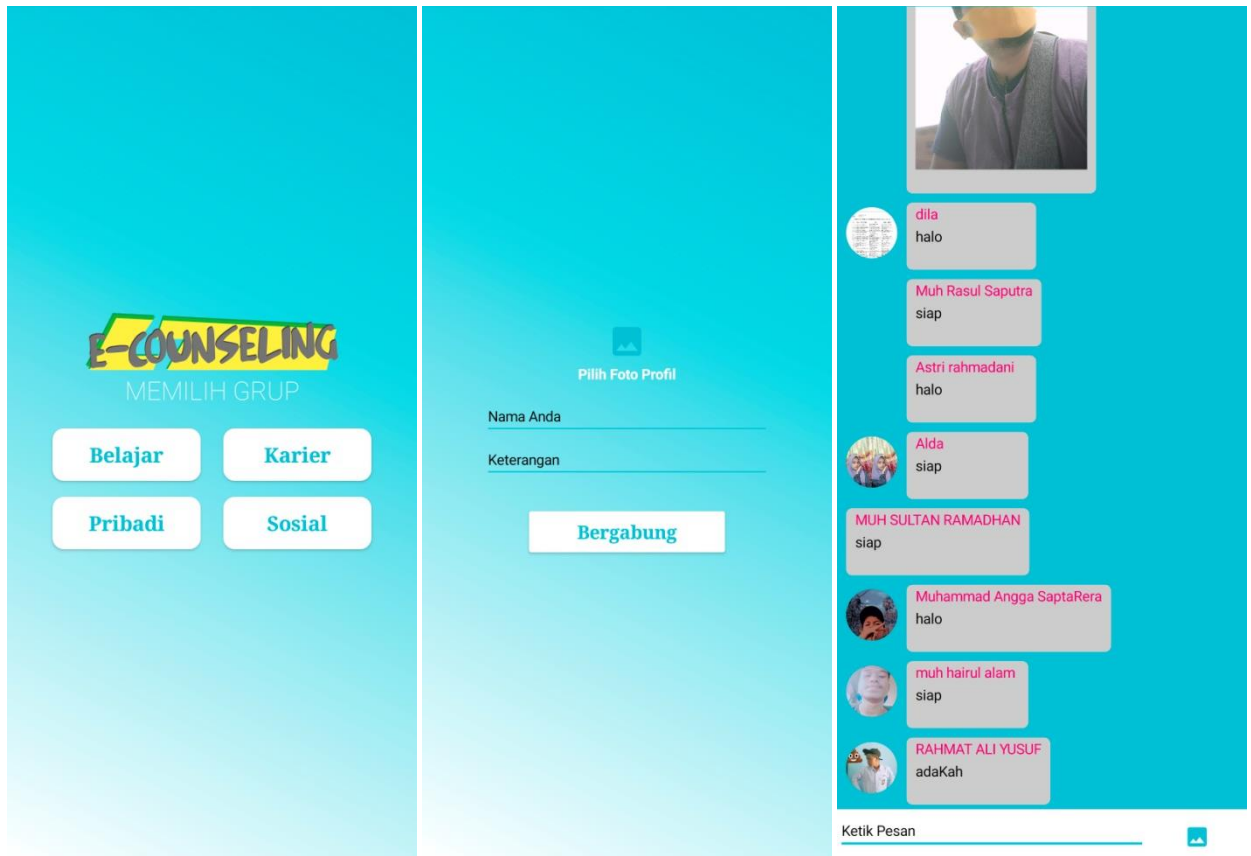 E-COUNSELING
MEMILIH GRUP
Belajar
Karier
Pribadi
Sosial
Pilih Foto Profil
Nama Anda
Keterangan
Bergabung
dila
halo
Muh Rasul Saputra
siap
Astri rahmadani
halo
Alda
siap
MUH SULTAN RAMADHAN
siap
Muhammad Angga SaptaRera
halo
muh hairul alam
siap
RAHMAT ALI YUSUF
adaKah
Ketik Pesan